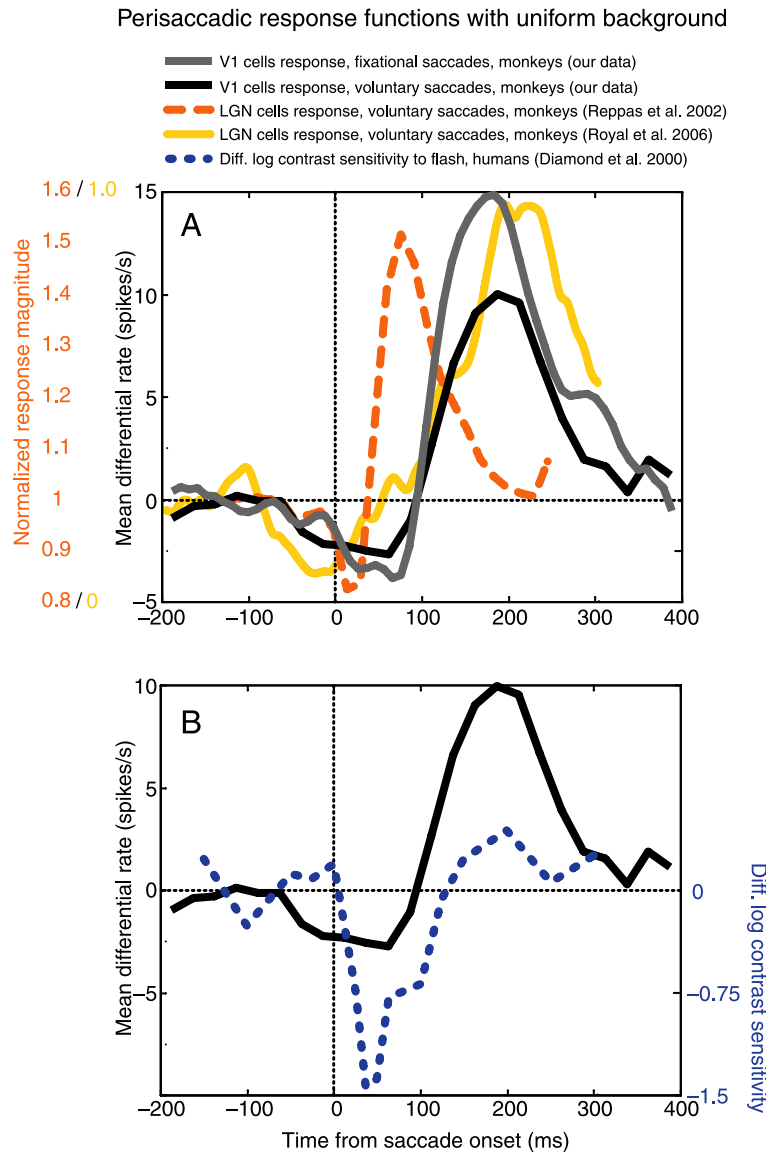 Perisaccadic response functions with uniform background
V1 cells response, fixational saccades, monkeys (our data)
V1 cells response, voluntary saccades, monkeys (our data)
LGN cells response, voluntary saccades, monkeys (Reppas et al. 2002)
LGN cells response, voluntary saccades, monkeys (Royal et al. 2006)
Diff. log contrast sensitivity to flash, humans (Diamond et al. 2000)
A
Normalized response magnitude
1.6 / 1.0
1.5
1.4
1.3
1.2
1.1
1
0.9
0.8 / 0
Mean differential rate (spikes/s)
15
10
5
0
−5
−200
−100
0
100
200
300
400
B
Mean differential rate (spikes/s)
10
5
0
−5
−200
−100
0
100
200
300
400
Time from saccade onset (ms)
0
−0.75
−1.5
Diff. log contrast
sensitivity